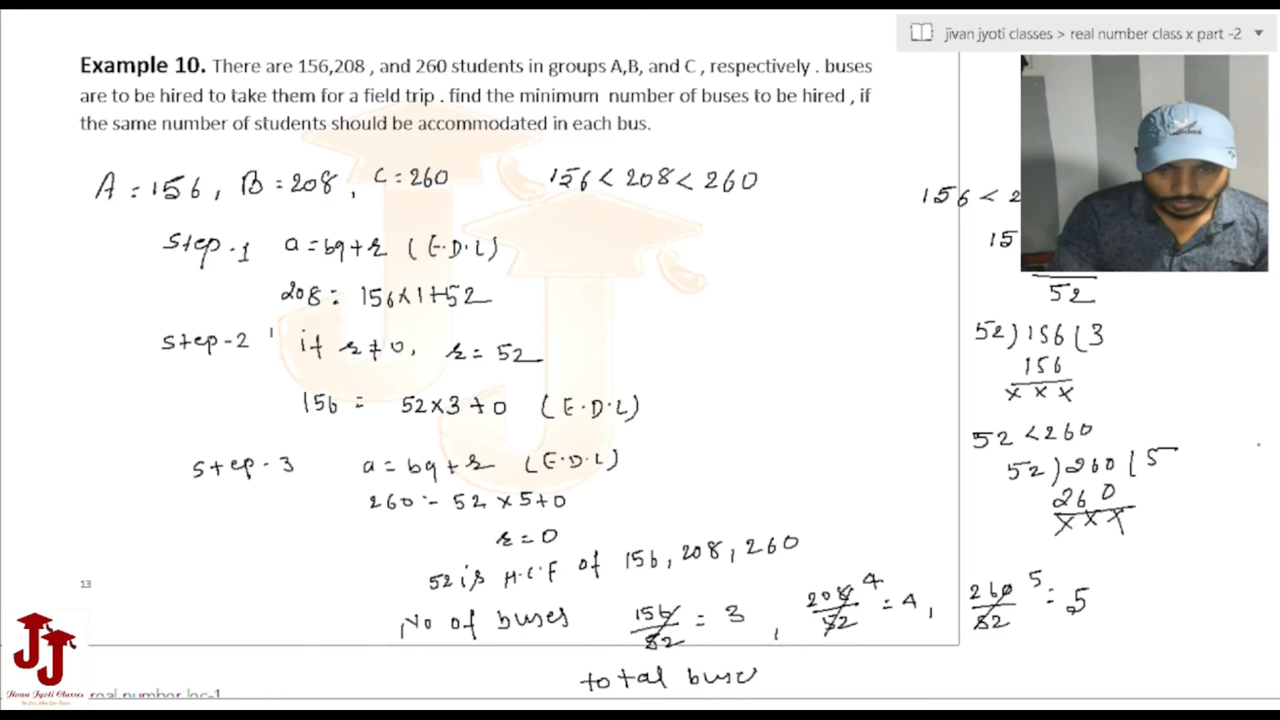 jivan jyoti classes > real number class x part -2
Example 10. There are 156,208 , and 260 students in groups A,B, and C , respectively . buses
are to be hired to take them for a field trip . find the minimum number of buses to be hired , if
the same number of students should be accommodated in each bus.
A = 156, B = 208, C = 260
156 < 208 < 260
Step-1 a = bq + r (E.D.L)
208 = 156×1+52
Step-2 if r ≠ 0, r = 52
156 = 52×3+0 (E.D.L)
Step-3 a = bq + r (E.D.L)
260 = 52×5+0
r = 0
52 is H.C.F of 156, 208, 260
No of buses 156/52 = 3, 208/52 4 = 4, 260/52 5 = 5
total buse
156 < 2
15
52
52)156(3
156
× × ×
52 < 260
52)260(5
260
× × ×
13
JJ
Jivan Jyoti Classes
real number lec-1